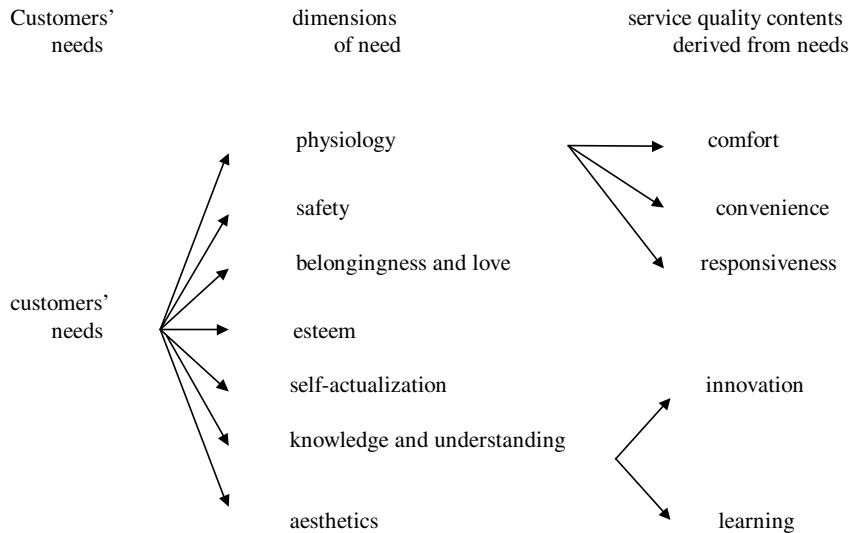 Customers’ dimensions service quality contents
needs of need derived from needs
physiology comfort
safety convenience
belongingness and love responsiveness
customers’
needs
esteem
self-actualization innovation
knowledge and understanding
aesthetics learning